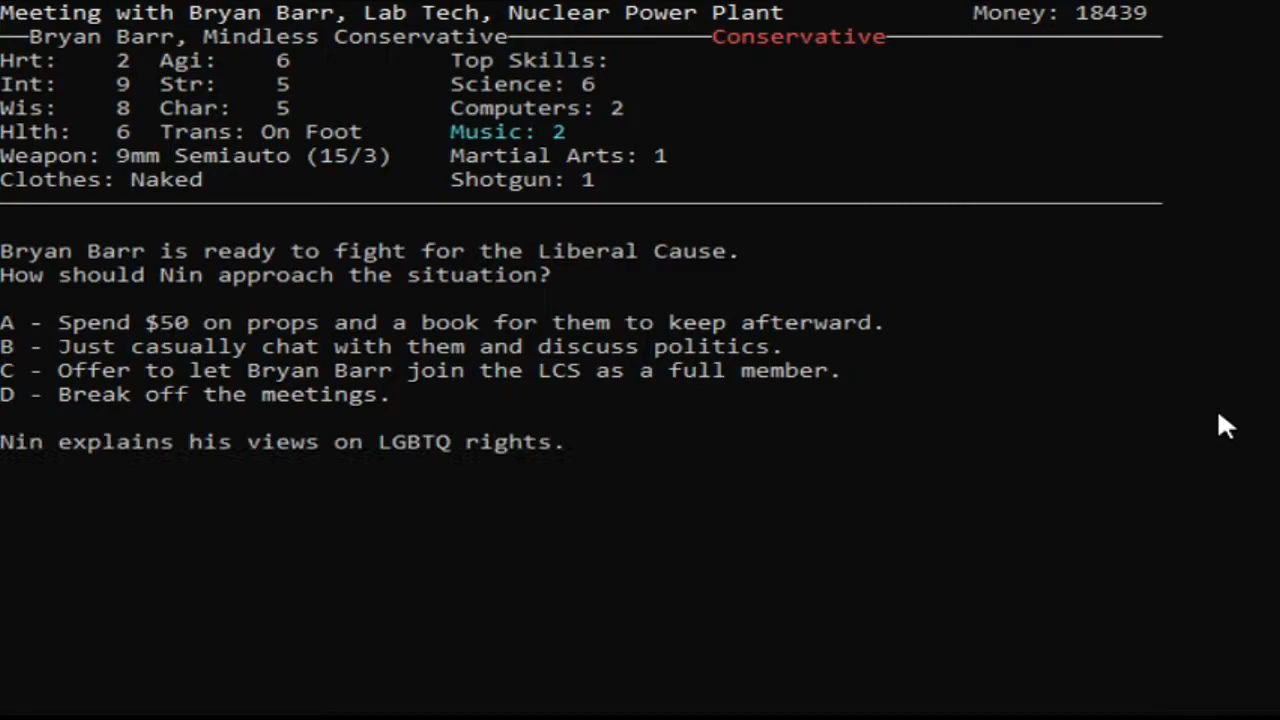 Meeting with Bryan Barr, Lab Tech, Nuclear Power Plant Money: 18439
Bryan Barr, Mindless Conservative Conservative
Hrt: 2 Agi: 6 Top Skills:
Int: 9 Str: 5 Science: 6
Wis: 8 Char: 5 Computers: 2
Hlth: 6 Trans: On Foot Music: 2
Weapon: 9mm Semiauto (15/3) Martial Arts: 1
Clothes: Naked Shotgun: 1
Bryan Barr is ready to fight for the Liberal Cause.
How should Nin approach the situation?
A - Spend $50 on props and a book for them to keep afterward.
B - Just casually chat with them and discuss politics.
C - Offer to let Bryan Barr join the LCS as a full member.
D - Break off the meetings.
Nin explains his views on LGBTQ rights.